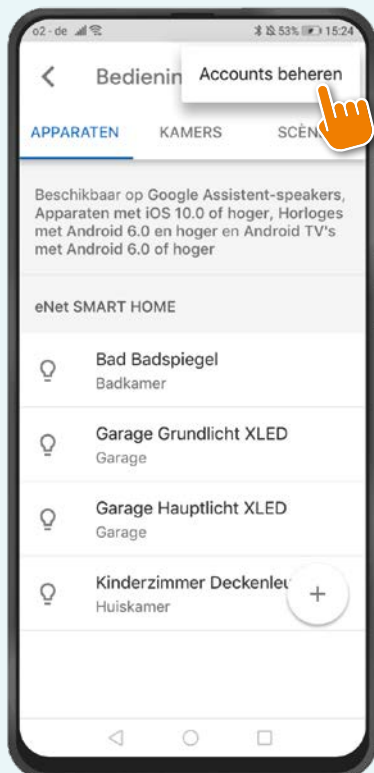 o2 - de 53% 15:24
Bedienin Accounts beheren
APPARATEN KAMERS SCÈN
Beschikbaar op Google Assistent-speakers,
Apparaten met iOS 10.0 of hoger, Horloges
met Android 6.0 en hoger en Android TV's
met Android 6.0 of hoger
eNet SMART HOME
Bad Badspiegel
Badkamer
Garage Grundlicht XLED
Garage
Garage Hauptlicht XLED
Garage
Kinderzimmer Deckenleu
Huiskamer